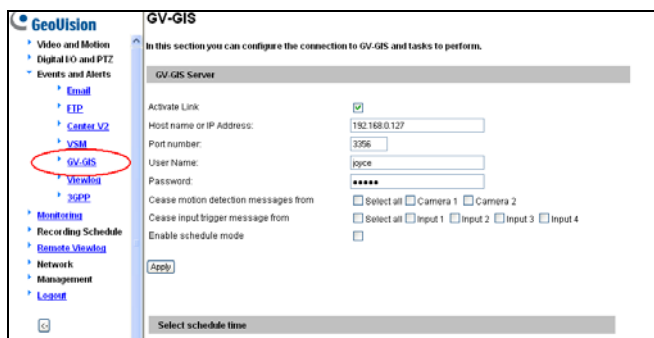 GeoVision
Video and Motion
Digital I/O and PTZ
Events and Alerts
Email
FTP
Center V2
VSM
GV-GIS
Viewlog
3GPP
Monitoring
Recording Schedule
Remote Viewlog
Network
Management
Logout
GV-GIS
In this section you can configure the connection to GV-GIS and tasks to perform.
GV-GIS Server
Activate Link
Host name or IP Address: 192.168.0.127
Port number: 3356
User Name: joyce
Password: •••••
Cease motion detection messages from Select all Camera 1 Camera 2
Cease input trigger message from Select all Input 1 Input 2 Input 3 Input 4
Enable schedule mode
Apply
Select schedule time